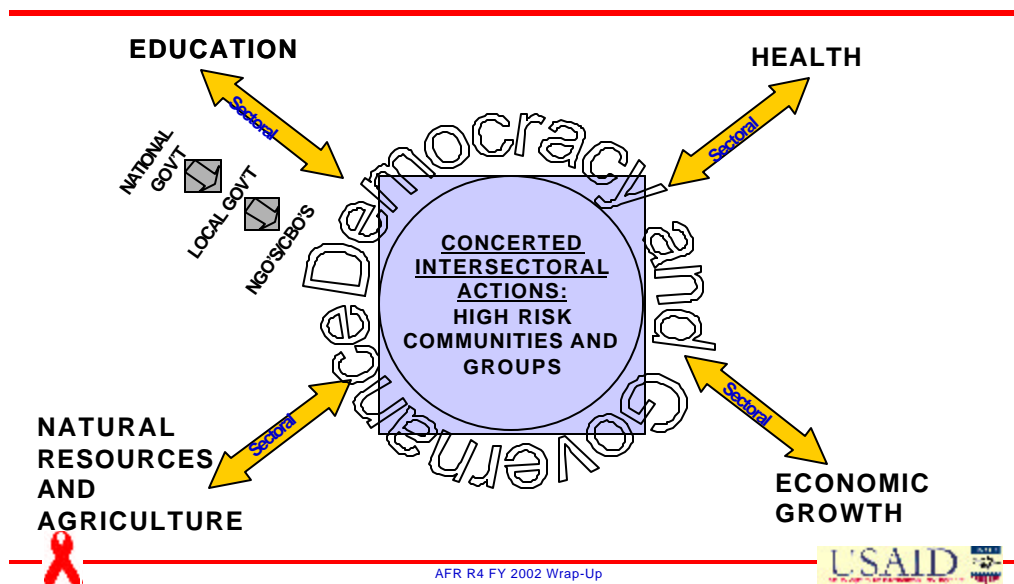 EDUCATION
HEALTH
Sectoral
Sectoral
NATIONAL
GOV'T
LOCAL GOV'T
NGO'S/CBO'S
Democracy and Governance
CONCERTED
INTERSECTORAL
ACTIONS:
HIGH RISK
COMMUNITIES AND
GROUPS
Sectoral
Sectoral
NATURAL
RESOURCES
AND
AGRICULTURE
ECONOMIC
GROWTH
AFR R4 FY 2002 Wrap-Up
USAID